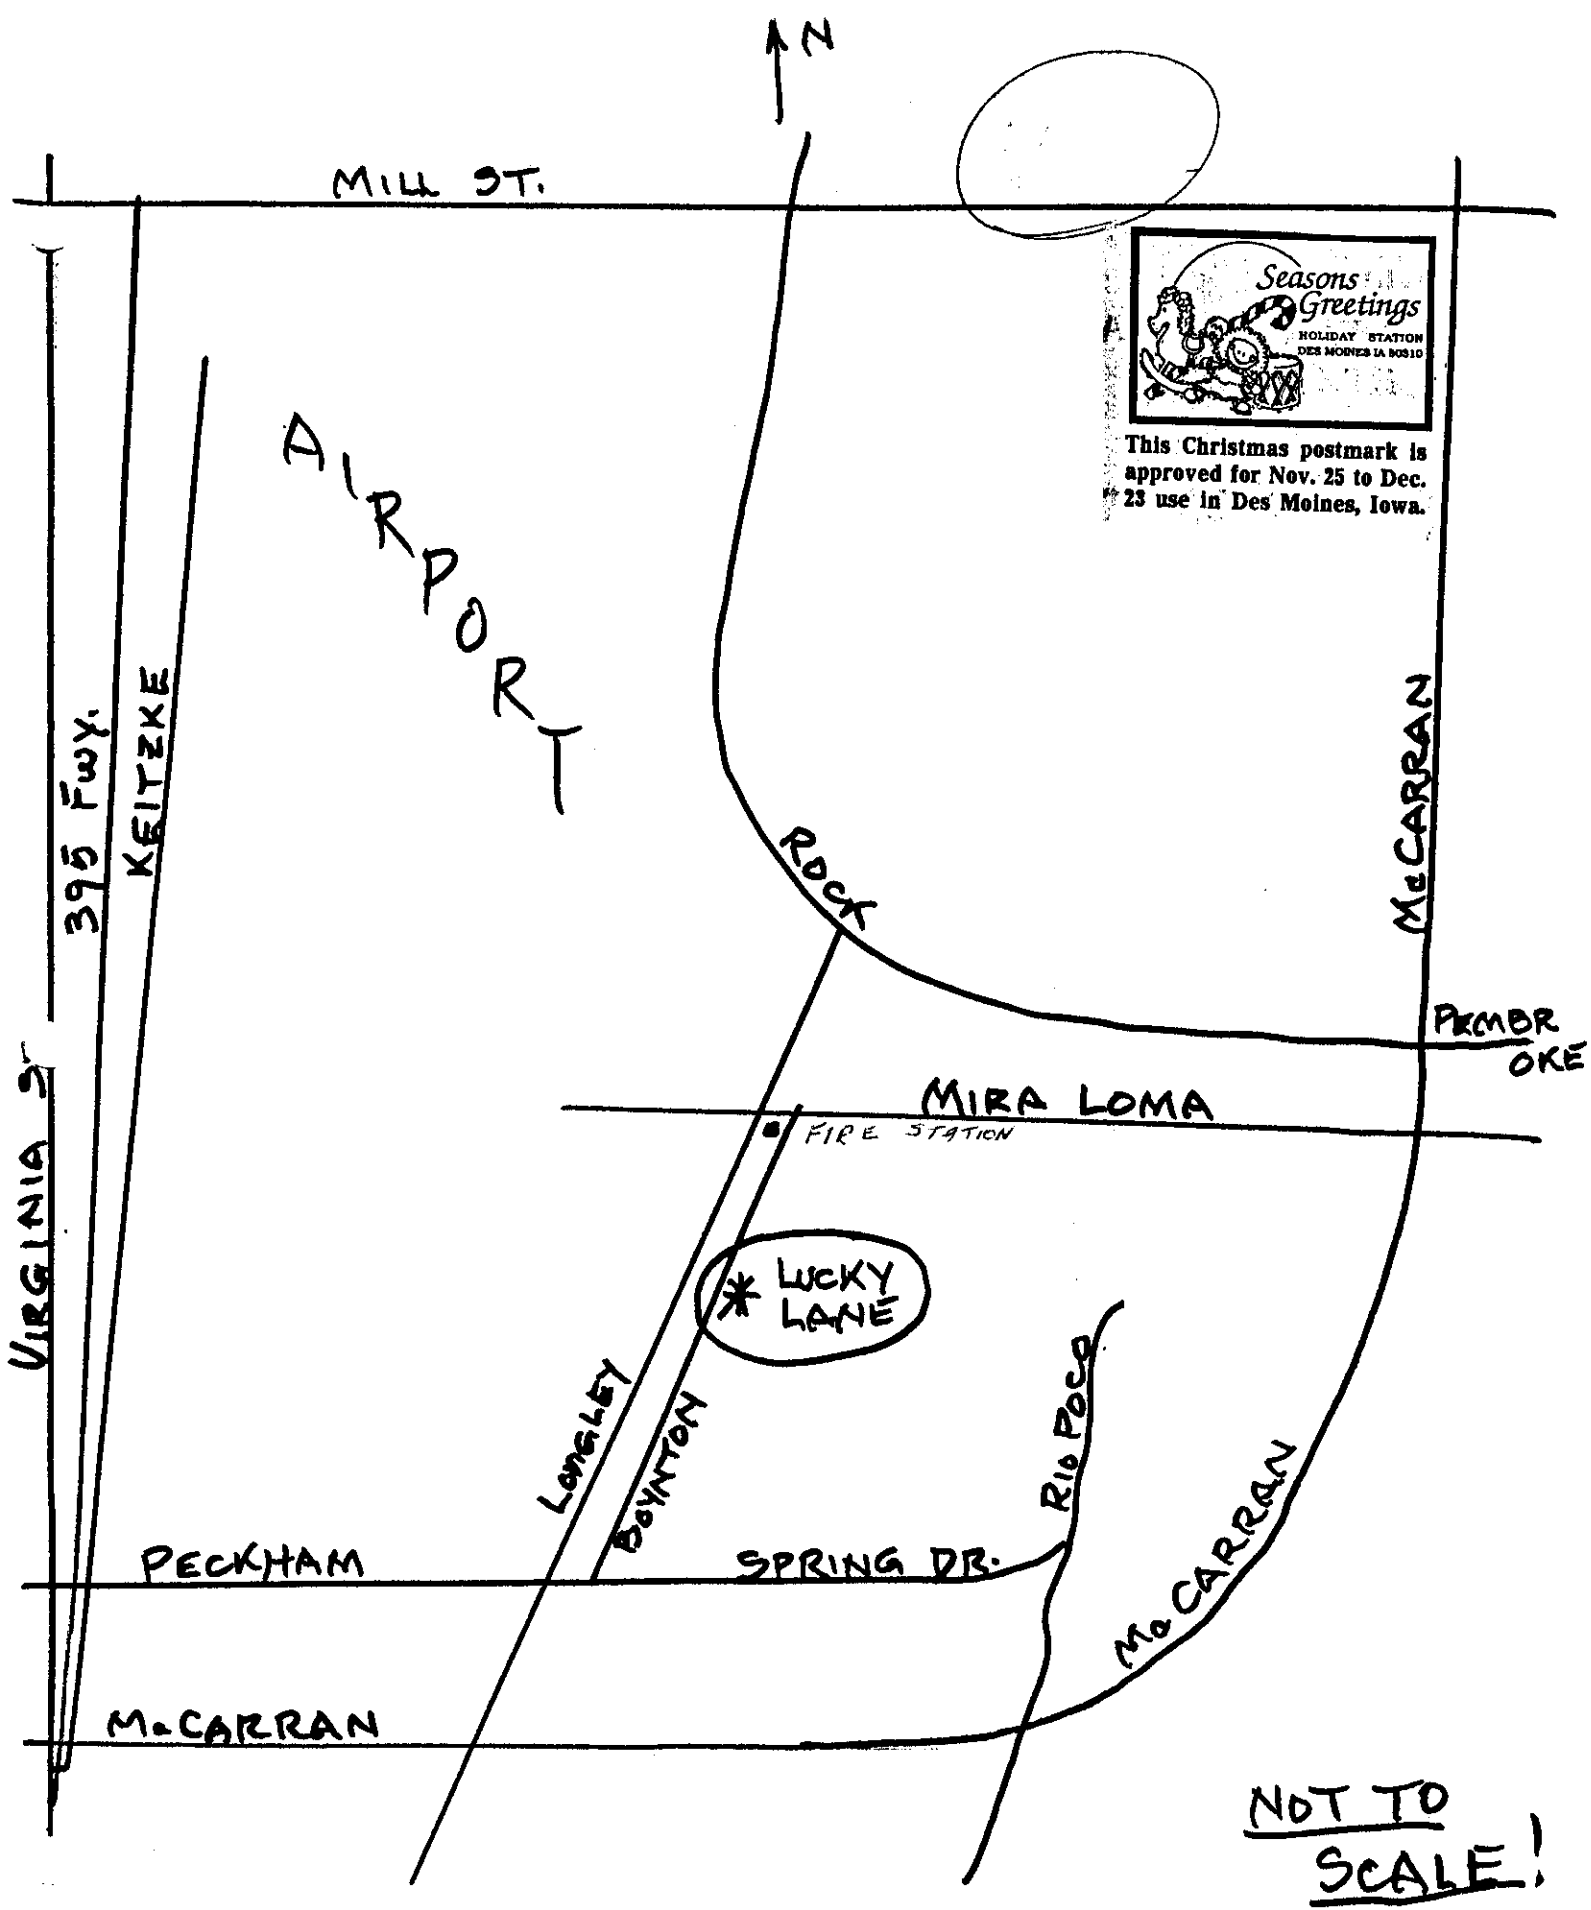 N
MILL ST.
Seasons
Greetings
HOLIDAY STATION
DES MOINES IA 50310
This Christmas postmark is
approved for Nov. 25 to Dec.
23 use in Des Moines, Iowa.
AIRPORT
395 FWY.
KEITZKE
ROCK
McCARRAN
PEMBR
OKE
MIRA LOMA
FIRE STATION
VIRGINIA ST
LUCKY
LANE
LONGLEY
BOYNTON
RIO POCO
PECKHAM
SPRING DR.
McCARRAN
McCARRAN
NOT TO
SCALE!